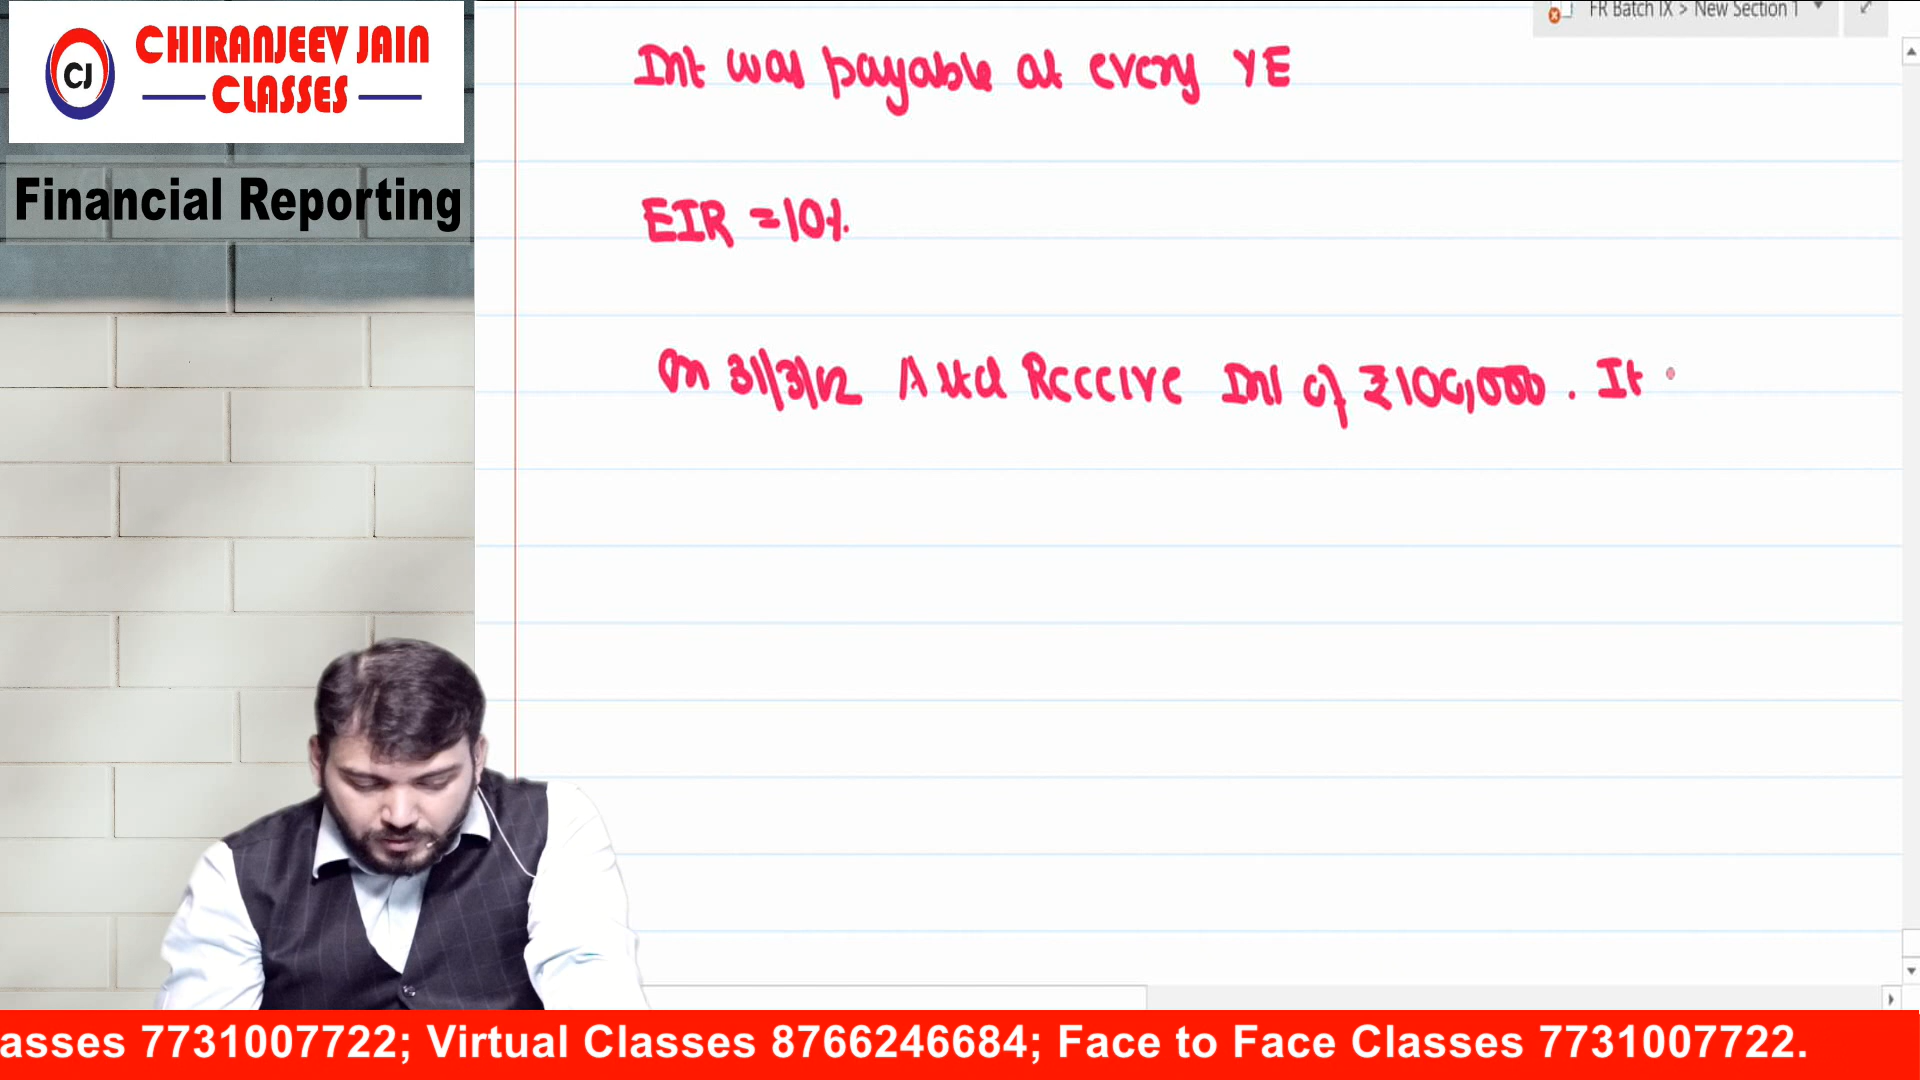 CHIRANJEEV JAIN
CJ
CLASSES
Financial Reporting
FR Batch IX > New Section 1
Int was payable at every YE
EIR = 10%.
On 31/3/12 A Ltd Receive Int of ₹100,000. It
asses 7731007722; Virtual Classes 8766246684; Face to Face Classes 7731007722.